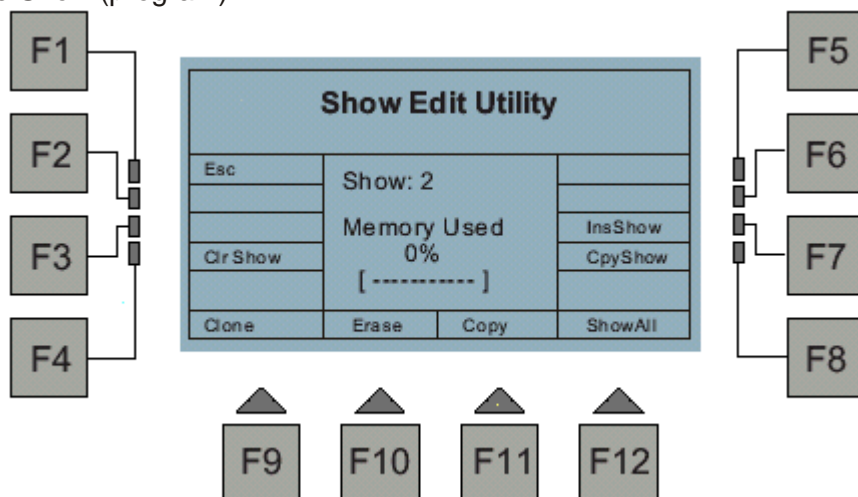 (program)
F1
F5
Show Edit Utility
F2
F6
Esc
Show: 2
Memory Used
InsShow
F3
F7
Clr Show
0%
CpyShow
[ ----------- ]
Clone
Erase
Copy
ShowAll
F4
F8
F9
F10
F11
F12